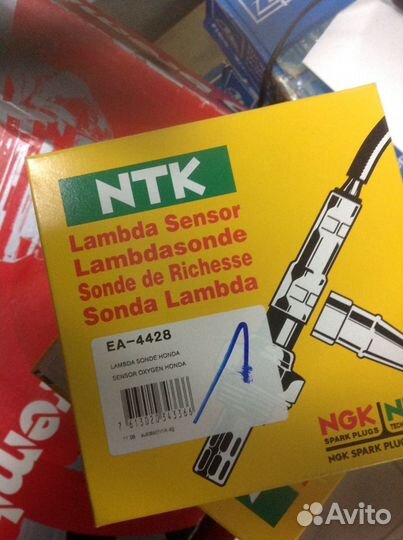 NTK
Lambda Sensor
Lambdasonde
Sonde de Richesse
Sonda Lambda
EA-4428
LAMBDA SONDE HONDA
SENSOR OXYGEN HONDA
NGK
SPARK PLUGS
NGK SPARK PLUG
Avito